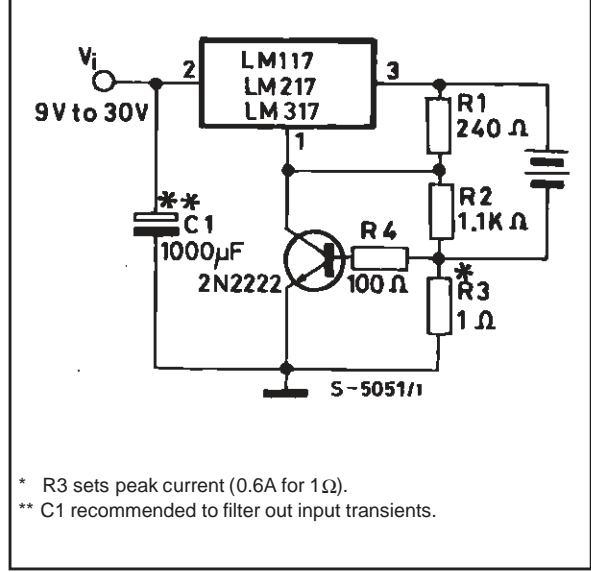 Vi
9V to 30V
2
LM117
LM217
LM317
3
1
R1
240 Ω
R2
1.1K Ω
**
C1
1000µF
2N2222
R4
100 Ω
*
R3
1 Ω
S-5051/1
* R3 sets peak current (0.6A for 1Ω).
** C1 recommended to filter out input transients.